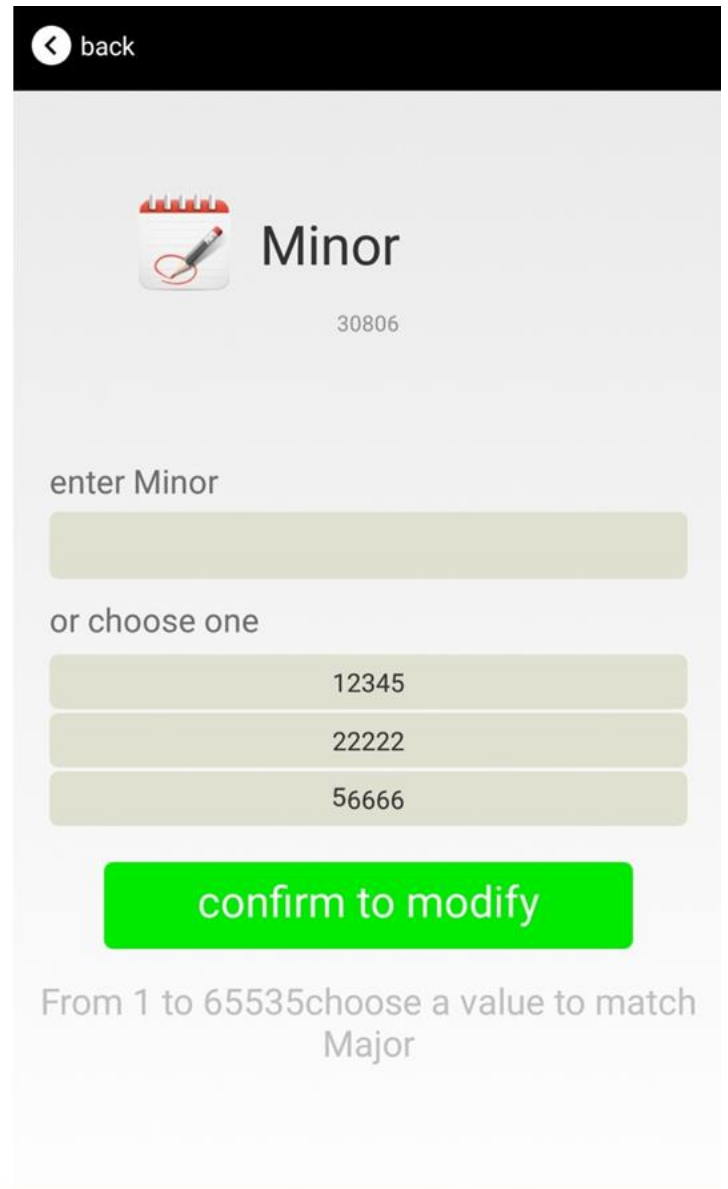 back
Minor
30806
enter Minor
or choose one
12345
22222
56666
confirm to modify
From 1 to 65535choose a value to match
Major